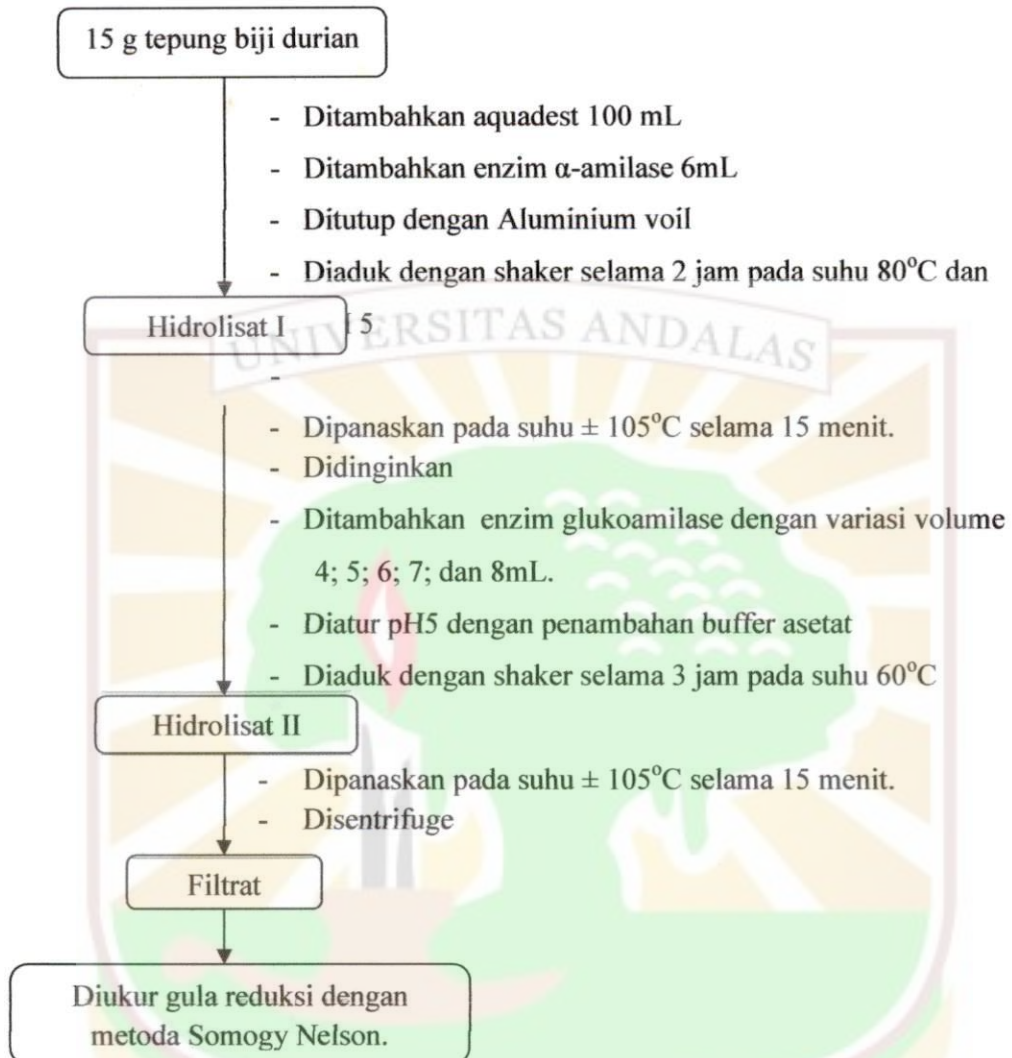 15 g tepung biji durian
- Ditambahkan aquadest 100 mL
- Ditambahkan enzim α-amilase 6mL
- Ditutup dengan Aluminium voil
- Diaduk dengan shaker selama 2 jam pada suhu 80°C dan
5
Hidrolisat I
UNIVERSITAS ANDALAS
-
- Dipanaskan pada suhu ± 105°C selama 15 menit.
- Didinginkan
- Ditambahkan enzim glukoamilase dengan variasi volume
4; 5; 6; 7; dan 8mL.
- Diatur pH5 dengan penambahan buffer asetat
- Diaduk dengan shaker selama 3 jam pada suhu 60°C
Hidrolisat II
- Dipanaskan pada suhu ± 105°C selama 15 menit.
- Disentrifuge
Filtrat
Diukur gula reduksi dengan
metoda Somogy Nelson.